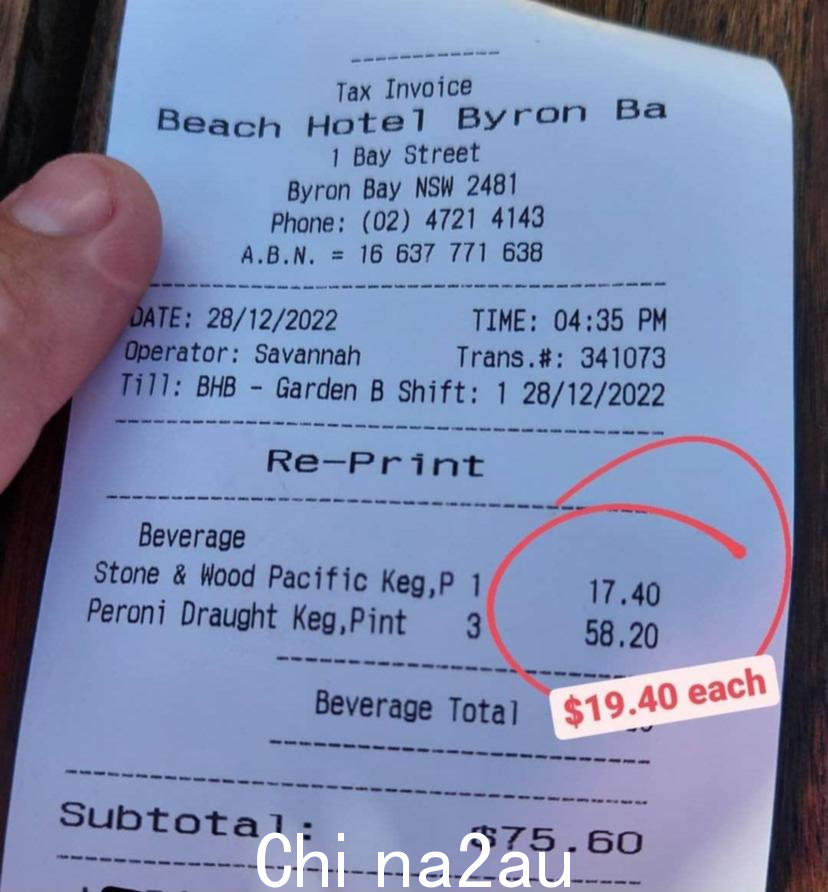 Tax Invoice
Beach Hotel Byron Ba
1 Bay Street
Byron Bay NSW 2481
Phone: (02) 4721 4143
A.B.N. = 16 637 771 638
DATE: 28/12/2022 TIME: 04:35 PM
Operator: Savannah Trans.#: 341073
Till: BHB - Garden B Shift: 1 28/12/2022
Re-Print
Beverage
Stone & Wood Pacific Keg,P 1 17.40
Peroni Draught Keg,Pint 3 58.20
$19.40 each
Beverage Total
Subtotal: $75.60
China2au